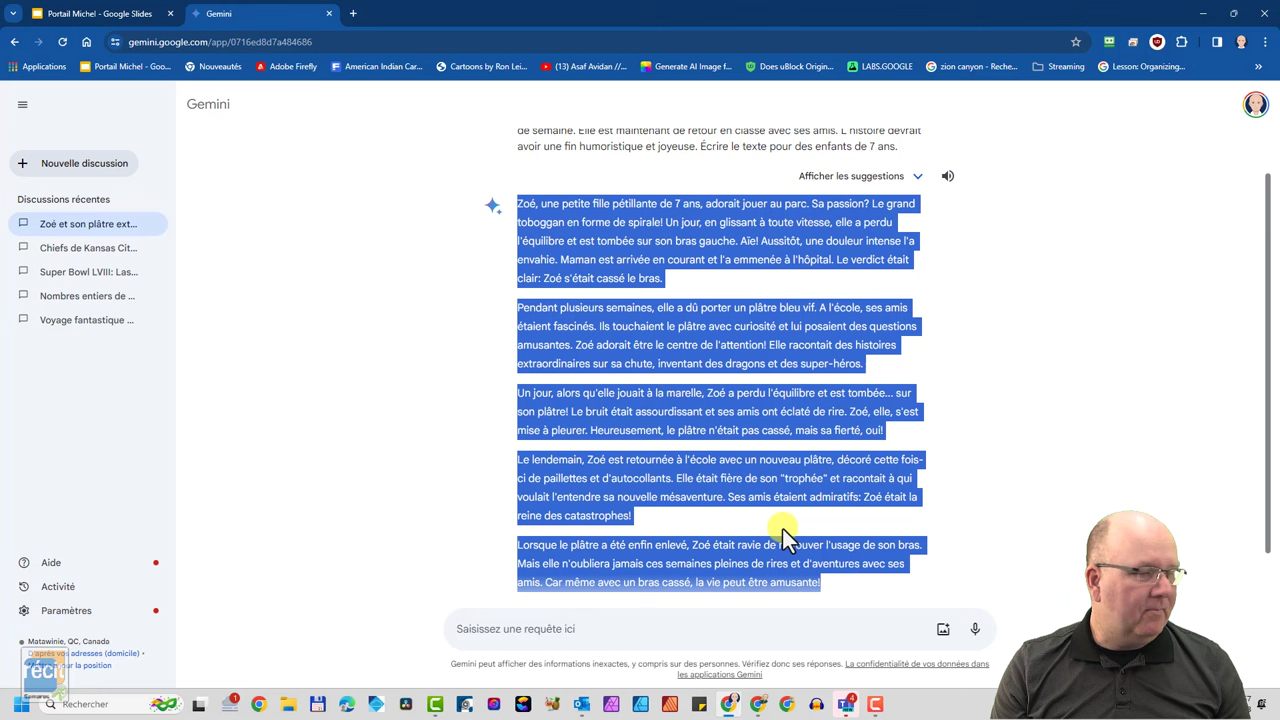 Portail Michel - Google Slides
Gemini
gemini.google.com/app/0716ed8d7a484686
Applications
Portail Michel - Goo...
Nouveautés
Adobe Firefly
American Indian Car...
Cartoons by Ron Lei...
(13) Asaf Avidan //...
Generate AI Image f...
Does uBlock Origin...
LABS.GOOGLE
zion canyon - Reche...
Streaming
Lesson: Organizing...
Gemini
Nouvelle discussion
Discussions récentes
Zoé et son plâtre ext...
Chiefs de Kansas Cit...
Super Bowl LVIII: Las...
Nombres entiers de ...
Voyage fantastique ...
de semaine. Elle est maintenant de retour en classe avec ses amis. L'histoire devrait
avoir une fin humoristique et joyeuse. Écrire le texte pour des enfants de 7 ans.
Afficher les suggestions
Zoé, une petite fille pétillante de 7 ans, adorait jouer au parc. Sa passion? Le grand
toboggan en forme de spirale! Un jour, en glissant à toute vitesse, elle a perdu
l'équilibre et est tombée sur son bras gauche. Aïe! Aussitôt, une douleur intense l'a
envahie. Maman est arrivée en courant et l'a emmenée à l'hôpital. Le verdict était
clair: Zoé s'était cassé le bras.
Pendant plusieurs semaines, elle a dû porter un plâtre bleu vif. A l'école, ses amis
étaient fascinés. Ils touchaient le plâtre avec curiosité et lui posaient des questions
amusantes. Zoé adorait être le centre de l'attention! Elle racontait des histoires
extraordinaires sur sa chute, inventant des dragons et des super-héros.
Un jour, alors qu'elle jouait à la marelle, Zoé a perdu l'équilibre et est tombée... sur
son plâtre! Le bruit était assourdissant et ses amis ont éclaté de rire. Zoé, elle, s'est
mise à pleurer. Heureusement, le plâtre n'était pas cassé, mais sa fierté, oui!
Le lendemain, Zoé est retournée à l'école avec un nouveau plâtre, décoré cette fois-
ci de paillettes et d'autocollants. Elle était fière de son "trophée" et racontait à qui
voulait l'entendre sa nouvelle mésaventure. Ses amis étaient admiratifs: Zoé était la
reine des catastrophes!
Lorsque le plâtre a été enfin enlevé, Zoé était ravie de l'usage de son bras.
Mais elle n'oubliera jamais ces semaines pleines de rires et d'aventures avec ses
amis. Car même avec un bras cassé, la vie peut être amusante!
Aide
Activité
Paramètres
Matawinie, QC, Canada
D'après vos adresses (domicile) •
jour la position
récit
Saisissez une requête ici
Gemini peut afficher des informations inexactes, y compris sur des personnes. Vérifiez donc ses réponses. La confidentialité de vos données dans
les applications Gemini
Rechercher